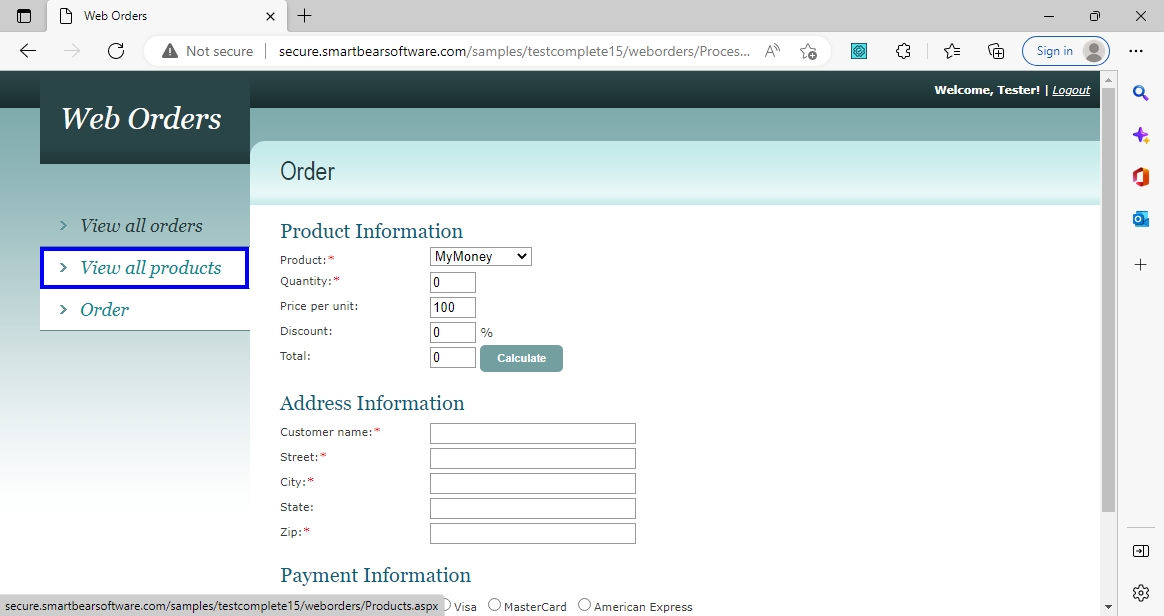 Web Orders
Not secure secure.smartbearsoftware.com/samples/testcomplete15/weborders/Proces... Sign in
Welcome, Tester! | Logout
Web Orders
Order
View all orders
View all products
Order
Product Information
Product:* MyMoney
Quantity:* 0
Price per unit: 100
Discount: 0 %
Total: 0 Calculate
Address Information
Customer name:*
Street:*
City:*
State:
Zip:*
Payment Information
Visa MasterCard American Express
secure.smartbearsoftware.com/samples/testcomplete15/weborders/Products.aspx